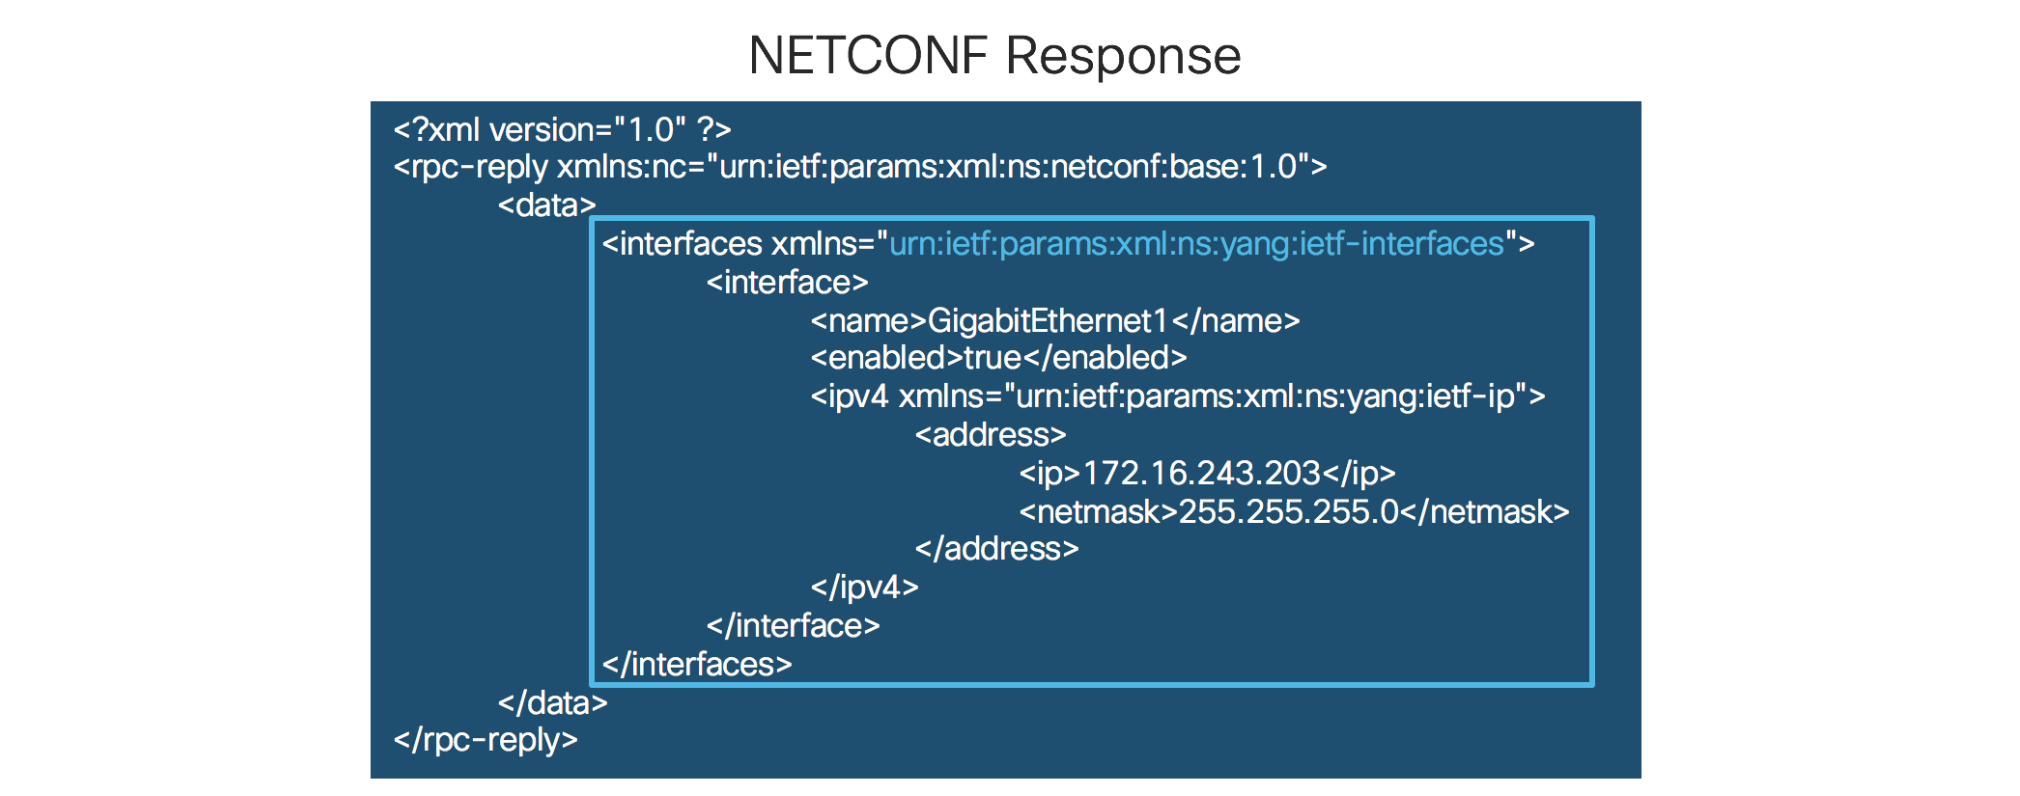 NETCONF Response
<?xml version="1.0" ?>
<rpc-reply xmlns:nc="urn:ietf:params:xml:ns:netconf:base:1.0">
<data>
<interfaces xmlns="urn:ietf:params:xml:ns:yang:ietf-interfaces">
<interface>
<name>GigabitEthernet1</name>
<enabled>true</enabled>
<ipv4 xmlns="urn:ietf:params:xml:ns:yang:ietf-ip">
<address>
<ip>172.16.243.203</ip>
<netmask>255.255.255.0</netmask>
</address>
</ipv4>
</interface>
</interfaces>
</data>
</rpc-reply>